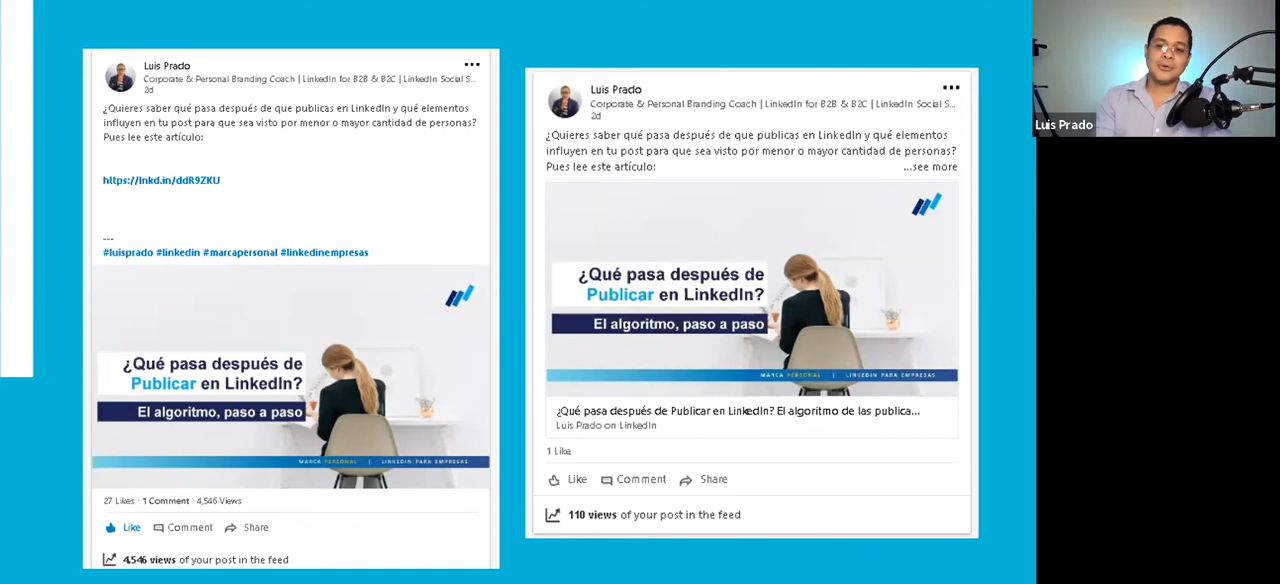 Luis Prado
Corporate & Personal Branding Coach | LinkedIn for B2B & B2C | LinkedIn Social S...
2d
¿Quieres saber qué pasa después de que publicas en LinkedIn y qué elementos
influyen en tu post para que sea visto por menor o mayor cantidad de personas?
Pues lee este artículo:
https://lnkd.in/ddR9ZKU
---
#luisprado #linkedin #marcapersonal #linkedinempresas
¿Qué pasa después de
Publicar en LinkedIn?
El algoritmo, paso a paso
MARCA PERSONAL | LINKEDIN PARA EMPRESAS
27 Likes · 1 Comment · 4,546 Views
Like Comment Share
4,546 views of your post in the feed
Luis Prado
Corporate & Personal Branding Coach | LinkedIn for B2B & B2C | LinkedIn Social S...
2d
¿Quieres saber qué pasa después de que publicas en LinkedIn y qué elementos
influyen en tu post para que sea visto por menor o mayor cantidad de personas?
Pues lee este artículo: ...see more
¿Qué pasa después de
Publicar en LinkedIn?
El algoritmo, paso a paso
MARCA PERSONAL | LINKEDIN PARA EMPRESAS
¿Qué pasa después de Publicar en LinkedIn? El algoritmo de las publica...
Luis Prado on LinkedIn
1 Like
Like Comment Share
110 views of your post in the feed
Luis Prado